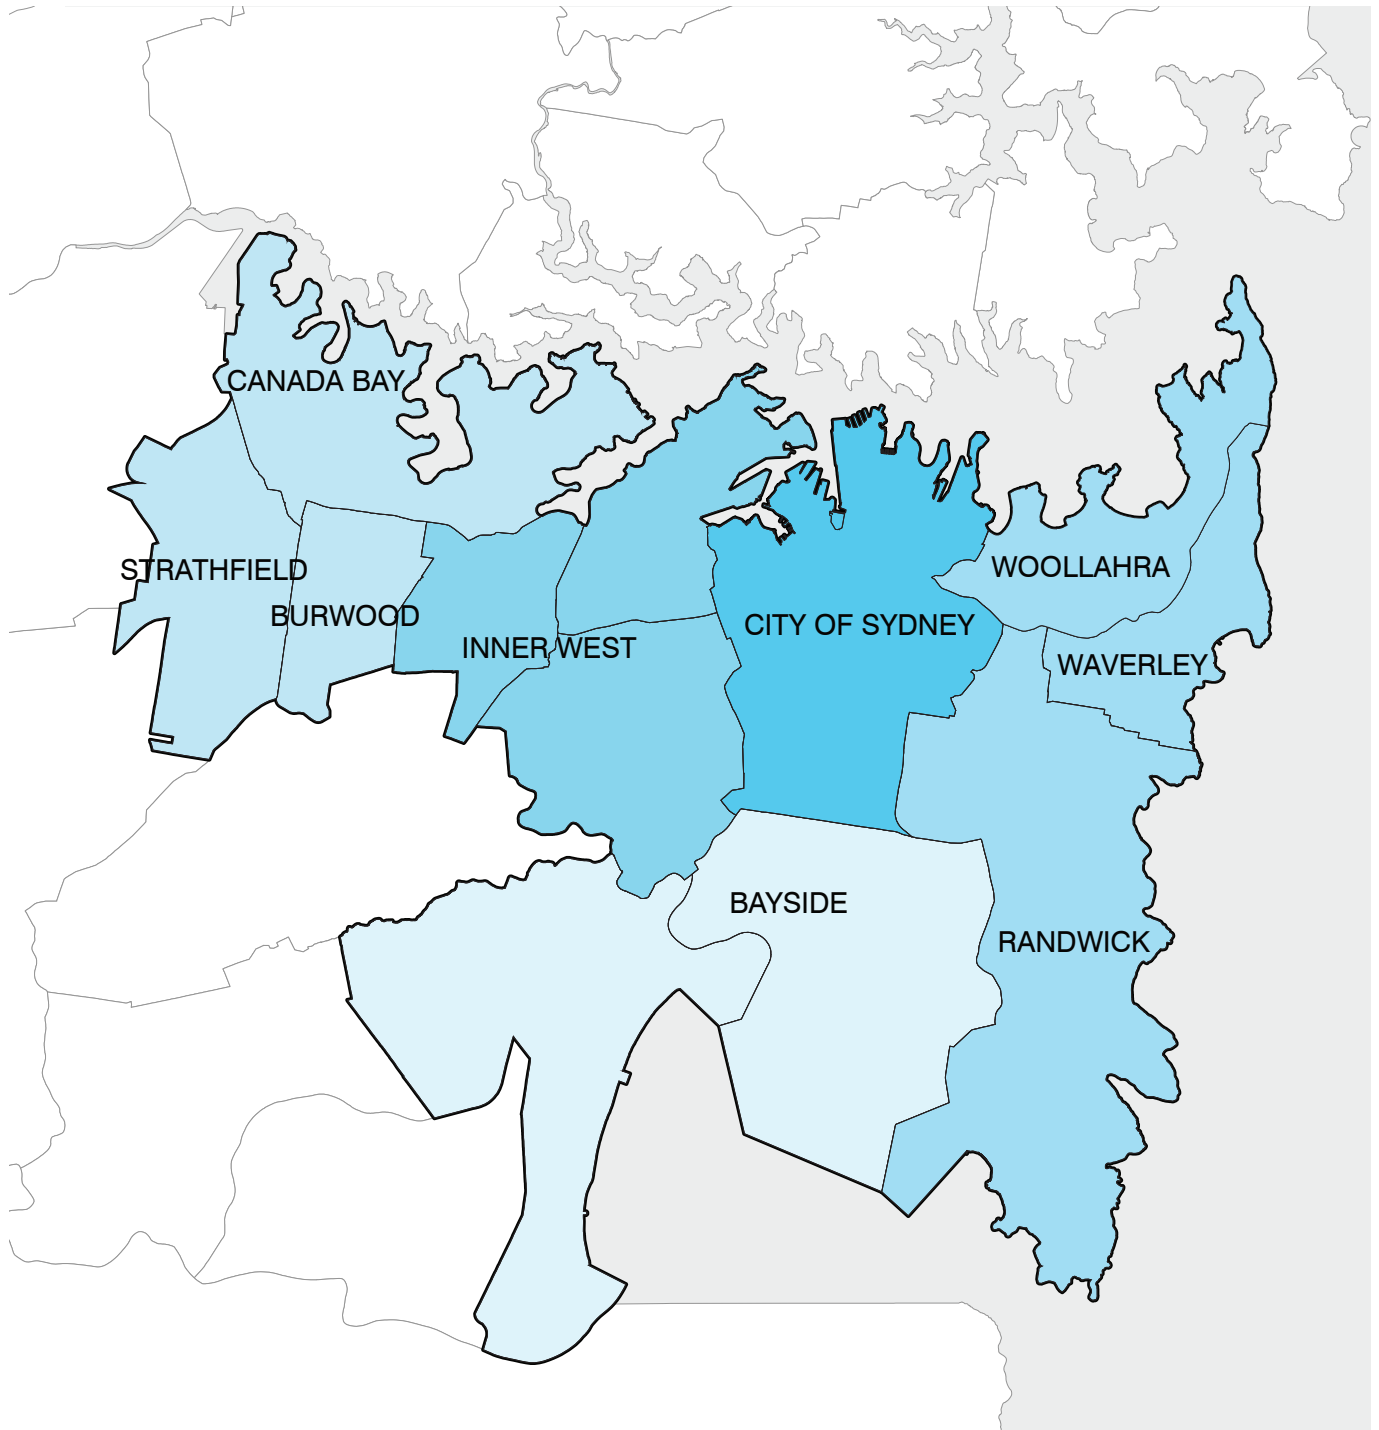 CANADA BAY
STRATHFIELD
BURWOOD
INNER WEST
CITY OF SYDNEY
WOOLLAHRA
WAVERLEY
BAYSIDE
RANDWICK